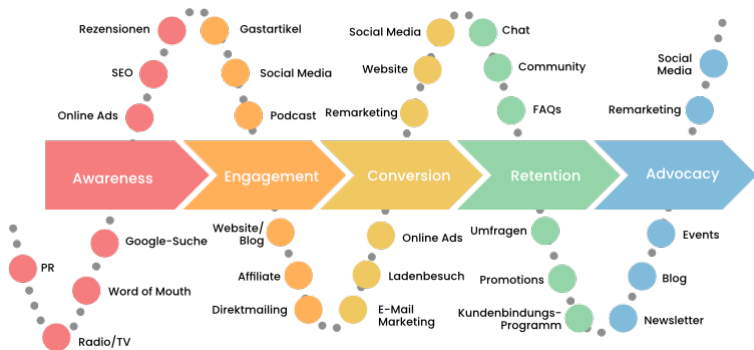 Rezensionen
Gastartikel
SEO
Social Media
Online Ads
Podcast
Social Media
Chat
Website
Community
Remarketing
FAQs
Social
Media
Remarketing
Awareness
Engagement
Conversion
Retention
Advocacy
Google-Suche
PR
Word of Mouth
Radio/TV
Website/
Blog
Affiliate
Direktmailing
Online Ads
Ladenbesuch
E-Mail
Marketing
Umfragen
Promotions
Kundenbindungs-
Programm
Events
Blog
Newsletter